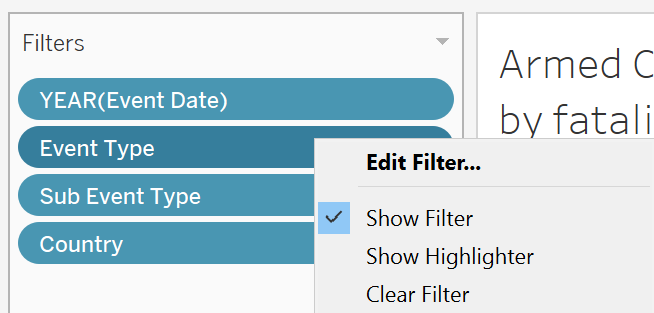 Filters
YEAR(Event Date)
Event Type
Sub Event Type
Country
Armed
by
Edit Filter...
Show Filter
Show Highlighter
Clear Filter